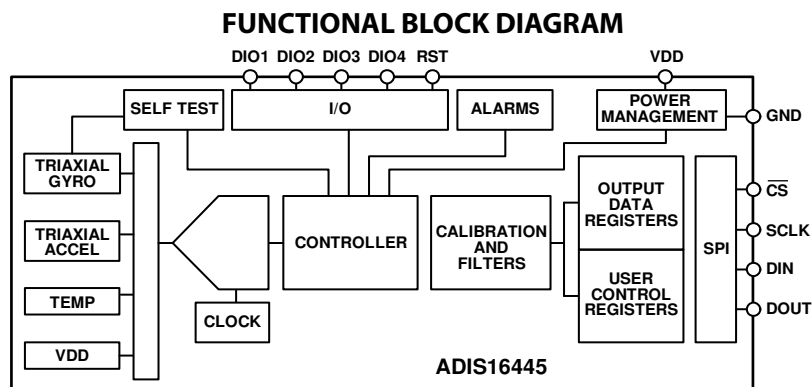 FUNCTIONAL BLOCK DIAGRAM
DIO1 DIO2 DIO3 DIO4 RST VDD
SELF TEST
I/O
ALARMS
POWER
MANAGEMENT
GND
TRIAXIAL
GYRO
TRIAXIAL
ACCEL
TEMP
VDD
CLOCK
CONTROLLER
CALIBRATION
AND
FILTERS
OUTPUT
DATA
REGISTERS
USER
CONTROL
REGISTERS
SPI
CS
SCLK
DIN
DOUT
ADIS16445